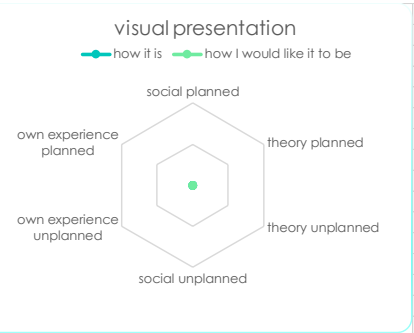 visual presentation
how it is
how I would like it to be
social planned
own experience
planned
theory planned
own experience
unplanned
theory unplanned
social unplanned